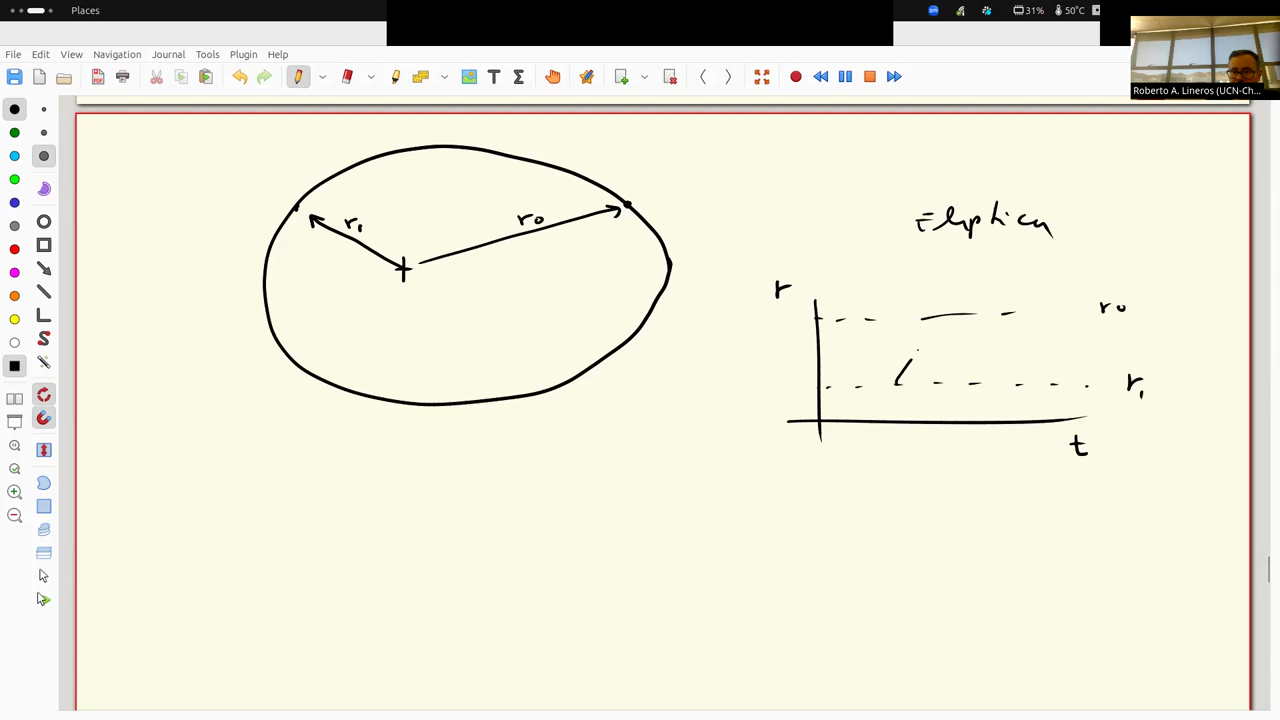 Places
31%
50°C
File Edit View Navigation Journal Tools Plugin Help
Roberto A. Lineros (UCN-Ch...
r₁
r0
Eliptica
r
r0
r₁
t